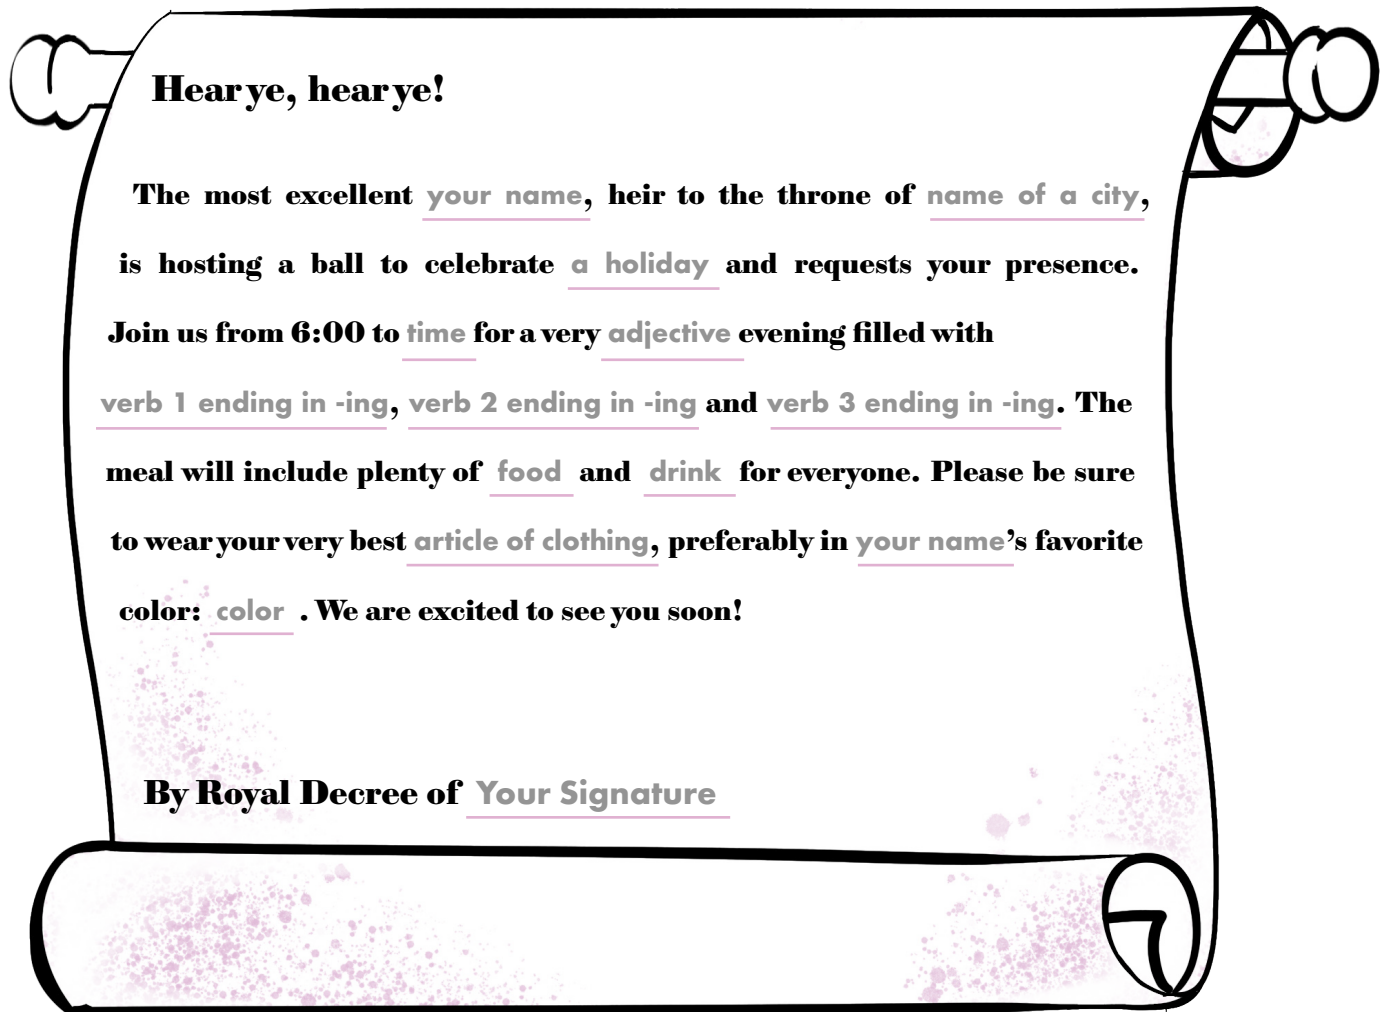 Hear ye, hear ye!
The most excellent your name, heir to the throne of name of a city,
is hosting a ball to celebrate a holiday and requests your presence.
Join us from 6:00 to time for a very adjective evening filled with
verb 1 ending in -ing, verb 2 ending in -ing and verb 3 ending in -ing. The
meal will include plenty of food and drink for everyone. Please be sure
to wear your very best article of clothing, preferably in your name's favorite
color: color . We are excited to see you soon!
By Royal Decree of Your Signature